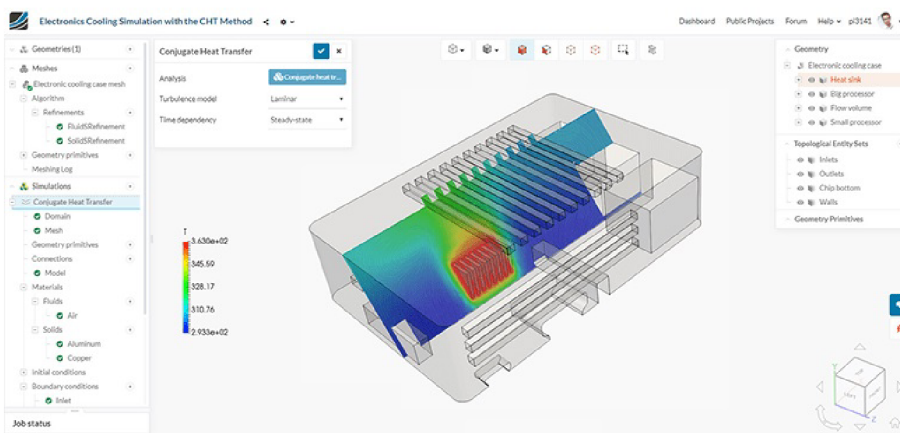 Electronics Cooling Simulation with the CHT Method
Dashboard Public Projects Forum Help pi3141
Geometries (1)
Meshes
Electronic cooling case mesh
Algorithm
Refinements
FluidSRefinement
SolidSRefinement
Geometry primitives
Meshing Log
Simulations
Conjugate Heat Transfer
Domain
Mesh
Geometry primitives
Connections
Model
Materials
Fluids
Air
Solids
Aluminum
Copper
Initial conditions
Boundary conditions
Inlet
Job status
Conjugate Heat Transfer
Analysis Conjugate heat tr...
Turbulence model Laminar
Time dependency Steady-state
T
3.630e+02
345.59
328.17
310.76
2.933e+02
Geometry
Electronic cooling case
Heat sink
Big processor
Flow volume
Small processor
Topological Entity Sets
Inlets
Outlets
Chip bottom
Walls
Geometry Primitives
Y
Z